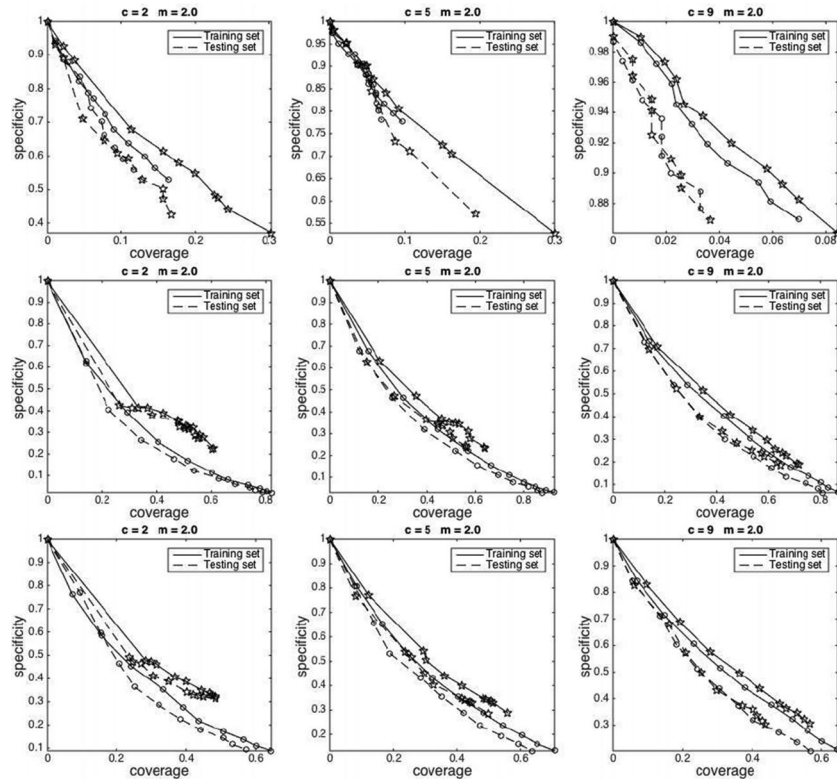 c = 2 m = 2.0
Training set
Testing set
specificity
1
0.9
0.8
0.7
0.6
0.5
0.4
0 0.1 0.2 0.3
coverage
c = 5 m = 2.0
Training set
Testing set
specificity
1
0.95
0.9
0.85
0.8
0.75
0.7
0.65
0.6
0.55
0 0.1 0.2 0.3
coverage
c = 9 m = 2.0
Training set
Testing set
specificity
1
0.98
0.96
0.94
0.92
0.9
0.88
0 0.02 0.04 0.06 0.08
coverage
c = 2 m = 2.0
Training set
Testing set
specificity
1
0.9
0.8
0.7
0.6
0.5
0.4
0.3
0.2
0.1
0 0.2 0.4 0.6 0.8
coverage
c = 5 m = 2.0
Training set
Testing set
specificity
1
0.9
0.8
0.7
0.6
0.5
0.4
0.3
0.2
0.1
0 0.2 0.4 0.6 0.8
coverage
c = 9 m = 2.0
Training set
Testing set
specificity
1
0.9
0.8
0.7
0.6
0.5
0.4
0.3
0.2
0.1
0 0.2 0.4 0.6 0.8
coverage
c = 2 m = 2.0
Training set
Testing set
specificity
1
0.9
0.8
0.7
0.6
0.5
0.4
0.3
0.2
0.1
0 0.2 0.4 0.6
coverage
c = 5 m = 2.0
Training set
Testing set
specificity
1
0.9
0.8
0.7
0.6
0.5
0.4
0.3
0.2
0.1
0 0.2 0.4 0.6
coverage
c = 9 m = 2.0
Training set
Testing set
specificity
1
0.9
0.8
0.7
0.6
0.5
0.4
0.3
0 0.2 0.4 0.6
coverage